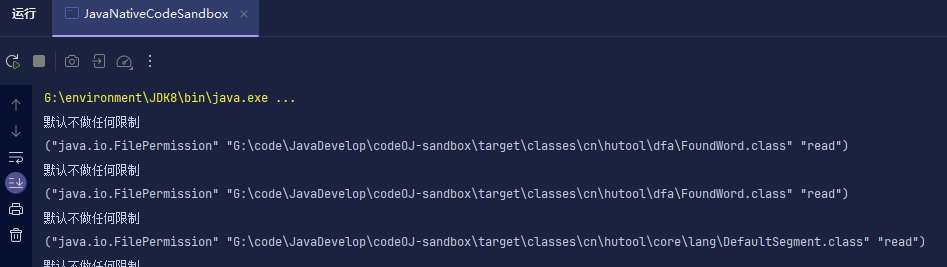 运行
JavaNativeCodeSandbox
G:\environment\JDK8\bin\java.exe ...
默认不做任何限制
("java.io.FilePermission" "G:\code\JavaDevelop\codeOJ-sandbox\target\classes\cn\hutool\dfa\FoundWord.class" "read")
默认不做任何限制
("java.io.FilePermission" "G:\code\JavaDevelop\codeOJ-sandbox\target\classes\cn\hutool\dfa\FoundWord.class" "read")
默认不做任何限制
("java.io.FilePermission" "G:\code\JavaDevelop\codeOJ-sandbox\target\classes\cn\hutool\core\lang\DefaultSegment.class" "read")
默认不做任何限制